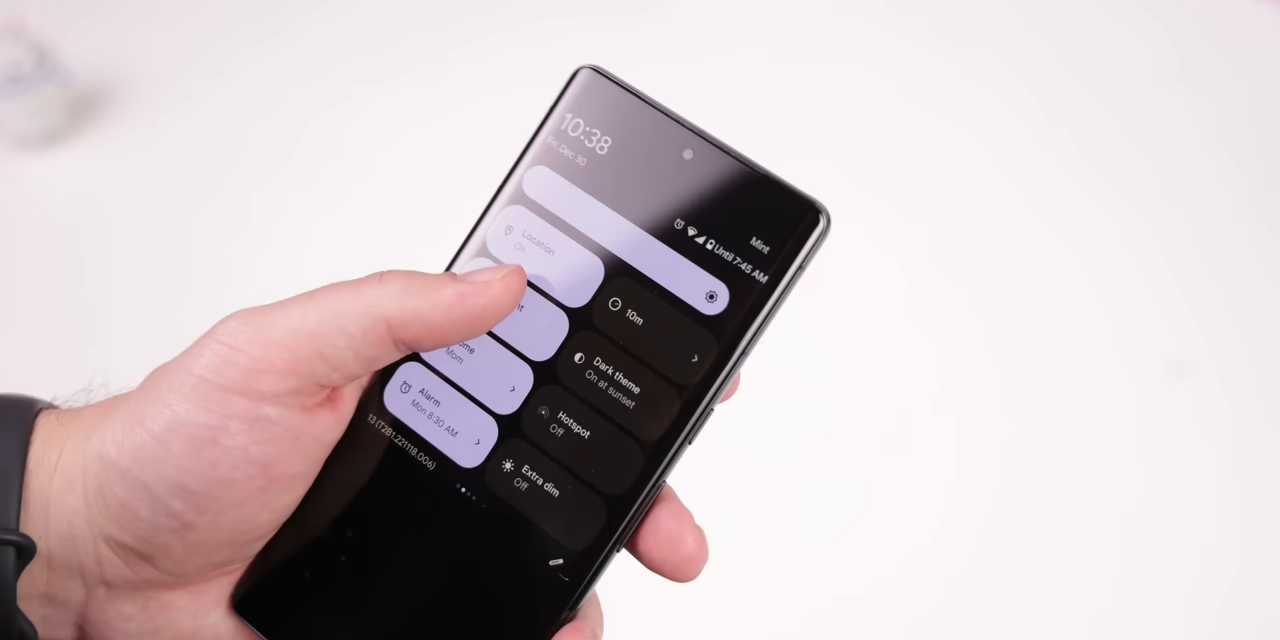 10:38
Fri, Dec 30
Mint
Until 7:45 AM
Location
On
10m
Dark theme
On at sunset
Mom
Hotspot
Off
Alarm
Mon 8:30 AM
Extra dim
Off
13 (T2B1.221118.006)